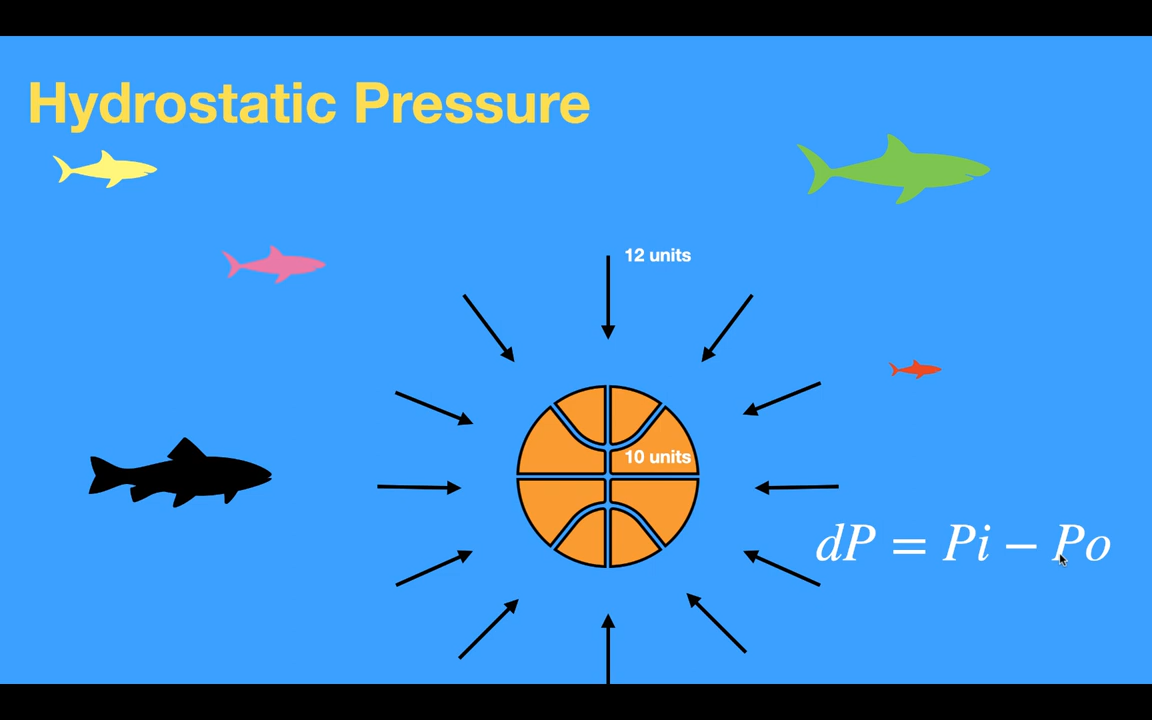 Hydrostatic Pressure
12 units
10 units
dP = Pi − Po